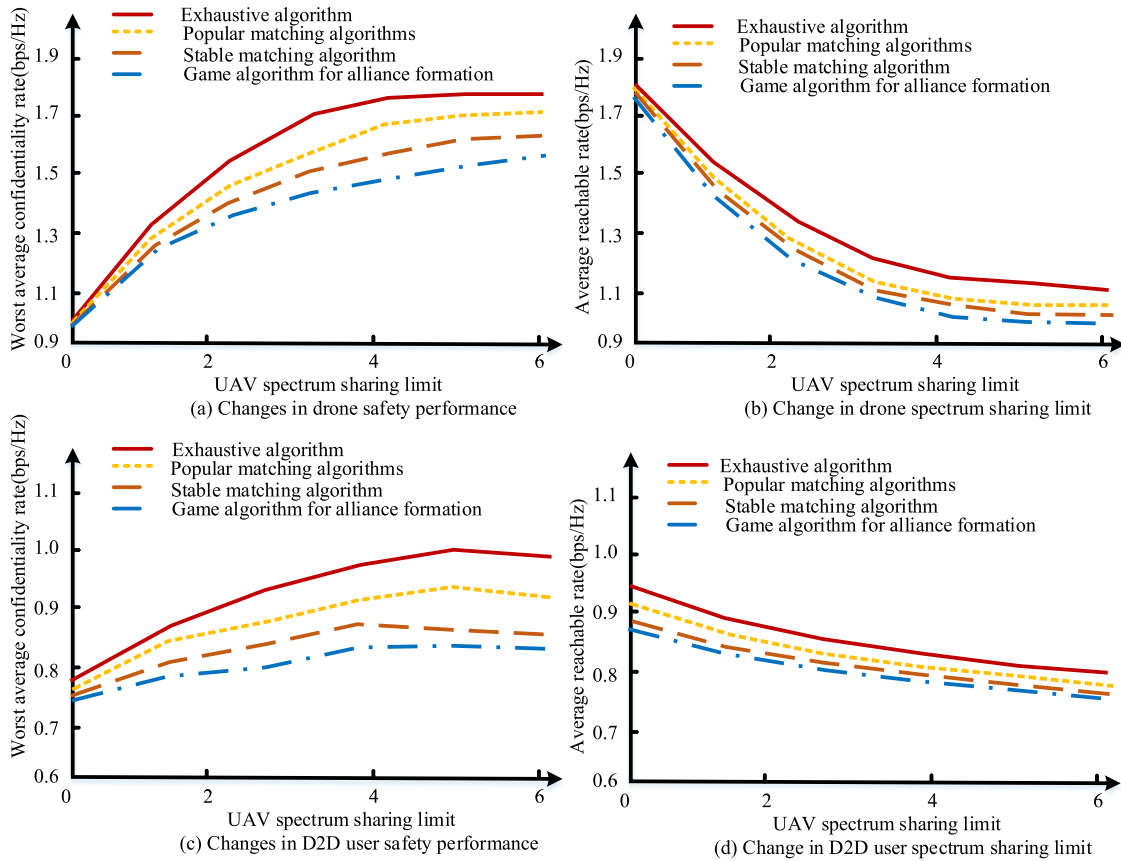 Exhaustive algorithm
Popular matching algorithms
Stable matching algorithm
Game algorithm for alliance formation
Worst average confidentiality rate(bps/Hz)
1.9
1.7
1.5
1.3
1.1
0.9
0
2
4
6
UAV spectrum sharing limit
(a) Changes in drone safety performance
Exhaustive algorithm
Popular matching algorithms
Stable matching algorithm
Game algorithm for alliance formation
Average reachable rate(bps/Hz)
1.9
1.7
1.5
1.3
1.1
0.9
0
2
4
6
UAV spectrum sharing limit
(b) Change in drone spectrum sharing limit
Exhaustive algorithm
Popular matching algorithms
Stable matching algorithm
Game algorithm for alliance formation
Worst average confidentiality rate(bps/Hz)
1.1
1.0
0.9
0.8
0.7
0.6
0
2
4
6
UAV spectrum sharing limit
(c) Changes in D2D user safety performance
Exhaustive algorithm
Popular matching algorithms
Stable matching algorithm
Game algorithm for alliance formation
Average reachable rate(bps/Hz)
1.1
1.0
0.9
0.8
0.7
0.6
0
2
4
6
UAV spectrum sharing limit
(d) Change in D2D user spectrum sharing limit